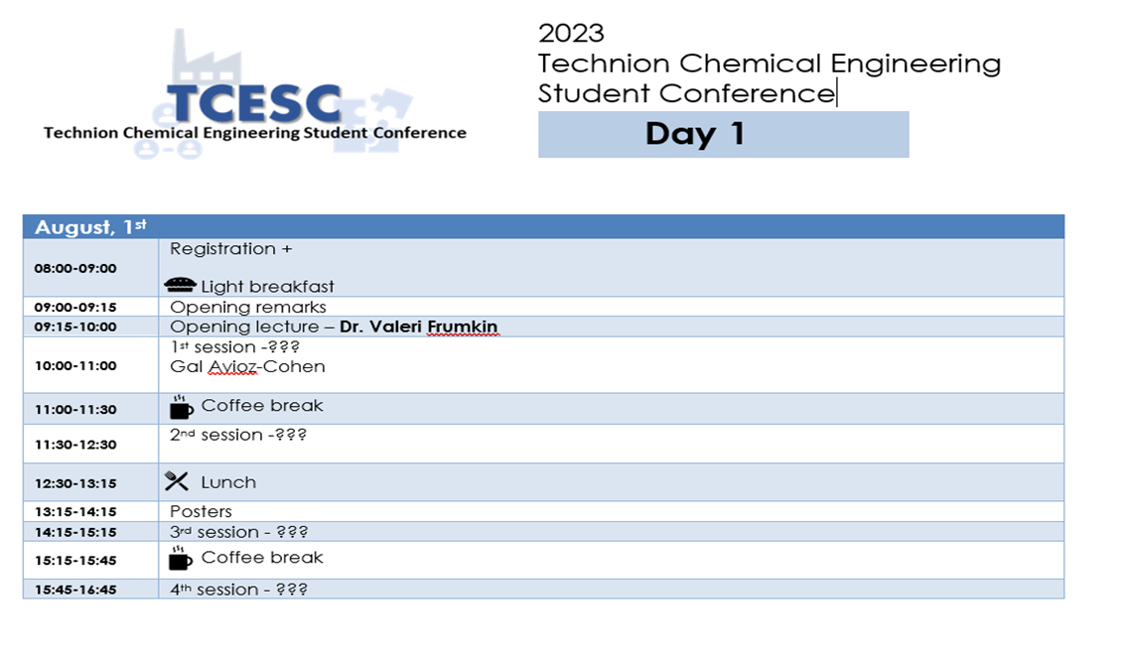 TCESC
Technion Chemical Engineering Student Conference
2023
Technion Chemical Engineering
Student Conference
Day 1
August, 1st
08:00-09:00
Registration +
Light breakfast
09:00-09:15
Opening remarks
09:15-10:00
Opening lecture – Dr. Valeri Frumkin
10:00-11:00
1st session -???
Gal Avioz-Cohen
11:00-11:30
Coffee break
11:30-12:30
2nd session -???
12:30-13:15
Lunch
13:15-14:15
Posters
14:15-15:15
3rd session - ???
15:15-15:45
Coffee break
15:45-16:45
4th session - ???